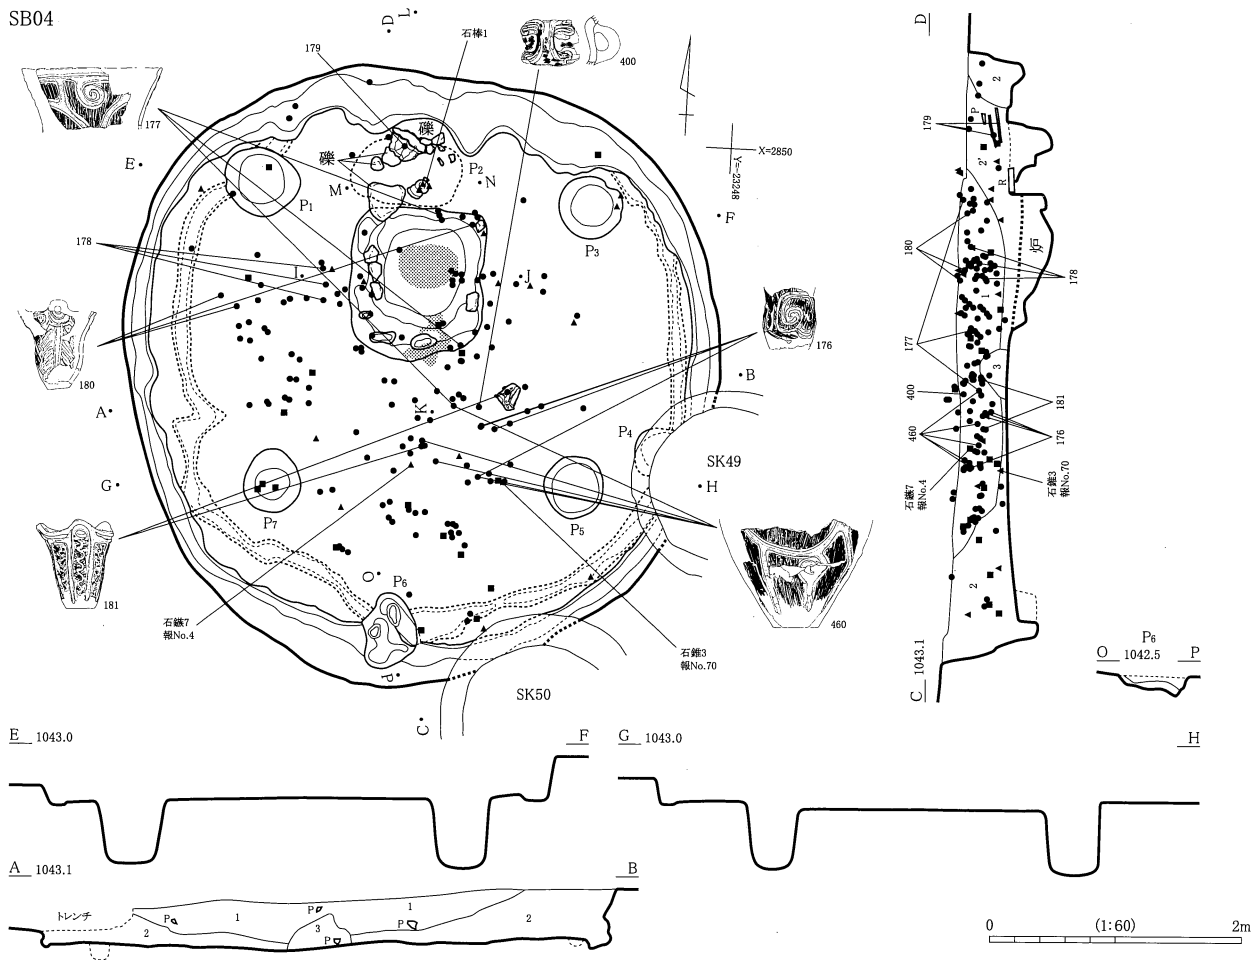 SB04
D
L
石棒1
179
400
177
礫
礫
E
P2
N
M
P1
X=2850
Y=-23248
F
P3
178
I
J
180
176
A
K
B
P4
SK49
G
H
P7
P5
O
P6
181
石鏃7
報No.4
460
石錐3
報No.70
P
SK50
C
D
2
P
179
2'
R
炉
180
178
1
177
3
400
181
460
176
石鏃7
報No.4
石錐3
報No.70
2
C 1043.1
P6
O 1042.5 P
E 1043.0 F
G 1043.0 H
A 1043.1 B
トレンチ
P
1
P
1
P
2
3
P
2
0 (1:60) 2m